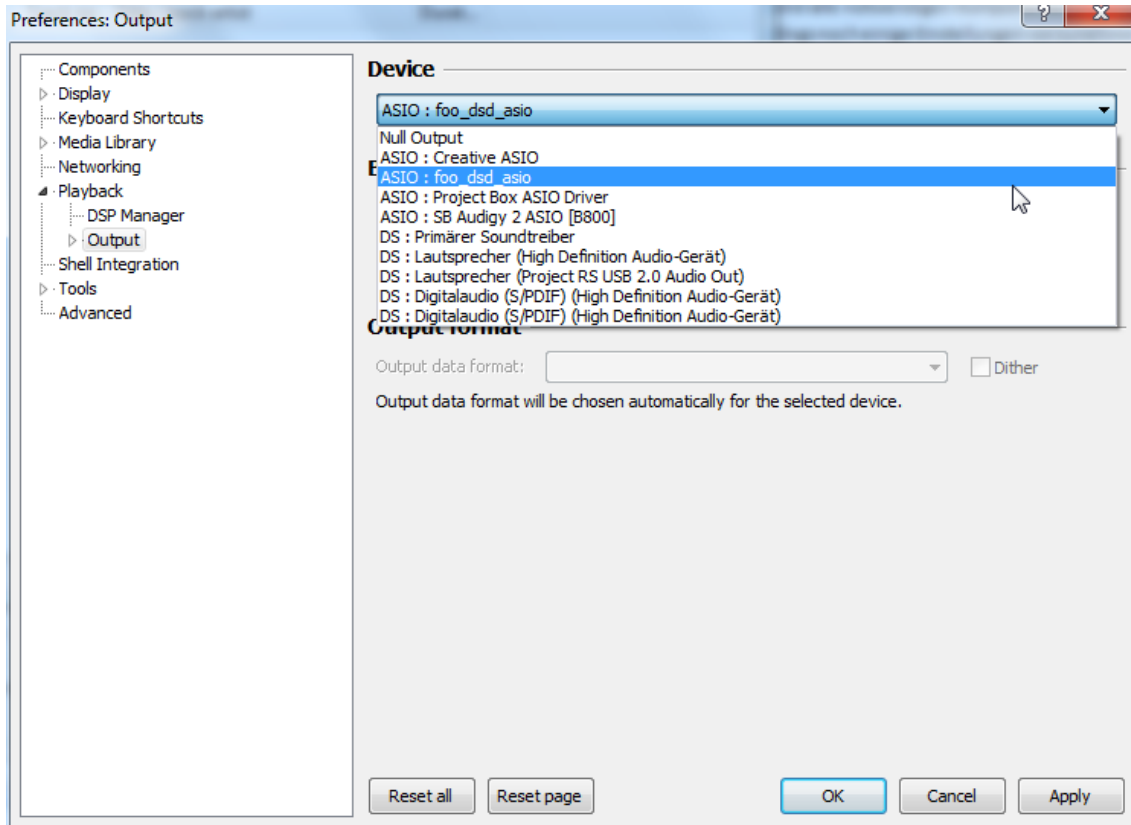 Preferences: Output
Components
Display
Keyboard Shortcuts
Media Library
Networking
Playback
DSP Manager
Output
Shell Integration
Tools
Advanced
Device
ASIO : foo_dsd_asio
Null Output
ASIO : Creative ASIO
ASIO : foo_dsd_asio
ASIO : Project Box ASIO Driver
ASIO : SB Audigy 2 ASIO [B800]
DS : Primärer Soundtreiber
DS : Lautsprecher (High Definition Audio-Gerät)
DS : Lautsprecher (Project RS USB 2.0 Audio Out)
DS : Digitalaudio (S/PDIF) (High Definition Audio-Gerät)
DS : Digitalaudio (S/PDIF) (High Definition Audio-Gerät)
Output format
Output data format:
Dither
Output data format will be chosen automatically for the selected device.
Reset all
Reset page
OK
Cancel
Apply